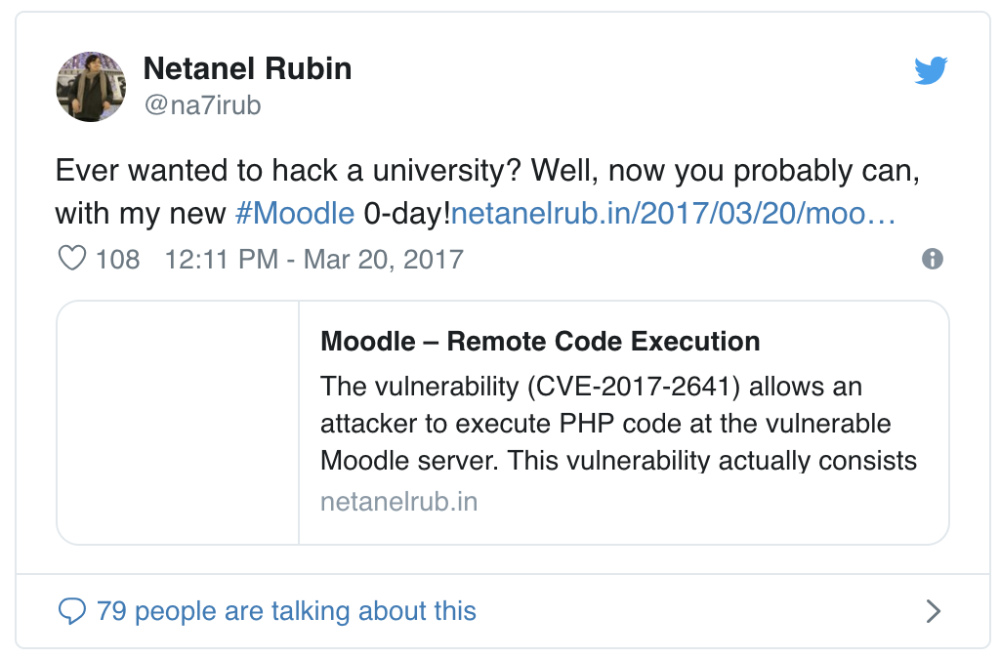 Netanel Rubin
@na7irub
Ever wanted to hack a university? Well, now you probably can,
with my new #Moodle 0-day!netanelrub.in/2017/03/20/moo…
108 12:11 PM - Mar 20, 2017
Moodle – Remote Code Execution
The vulnerability (CVE-2017-2641) allows an
attacker to execute PHP code at the vulnerable
Moodle server. This vulnerability actually consists
netanelrub.in
79 people are talking about this